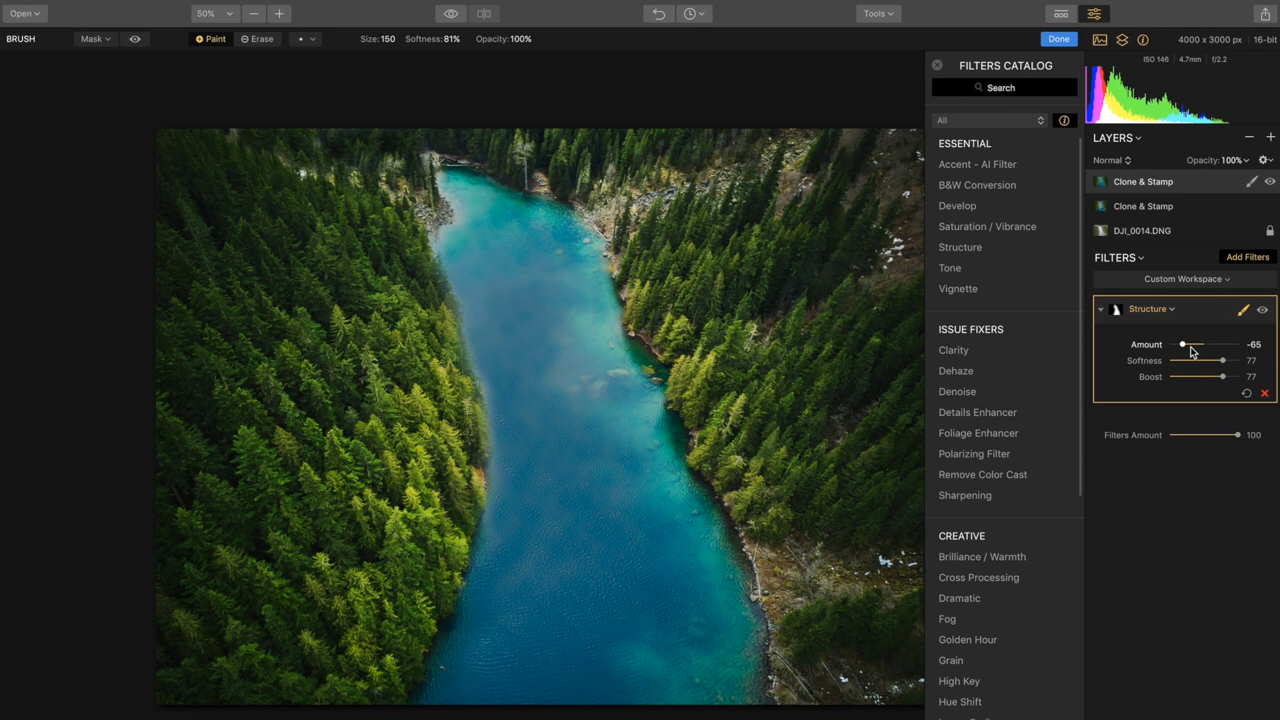 Open
50%
Tools
BRUSH
Mask
Paint
Erase
Size:150
Softness:81%
Opacity:100%
Done
4000 x 3000 px
16-bit
FILTERS CATALOG
Search
All
ESSENTIAL
Accent - AI Filter
B&W Conversion
Develop
Saturation / Vibrance
Structure
Tone
Vignette
ISSUE FIXERS
Clarity
Dehaze
Denoise
Details Enhancer
Foliage Enhancer
Polarizing Filter
Remove Color Cast
Sharpening
CREATIVE
Brilliance / Warmth
Cross Processing
Dramatic
Fog
Golden Hour
Grain
High Key
Hue Shift
ISO 146
4.7mm
f/2.2
LAYERS
Normal
Opacity:100%
Clone & Stamp
Clone & Stamp
DJI_0014.DNG
FILTERS
Add Filters
Custom Workspace
Structure
Amount -65
Softness 77
Boost 77
Filters Amount 100